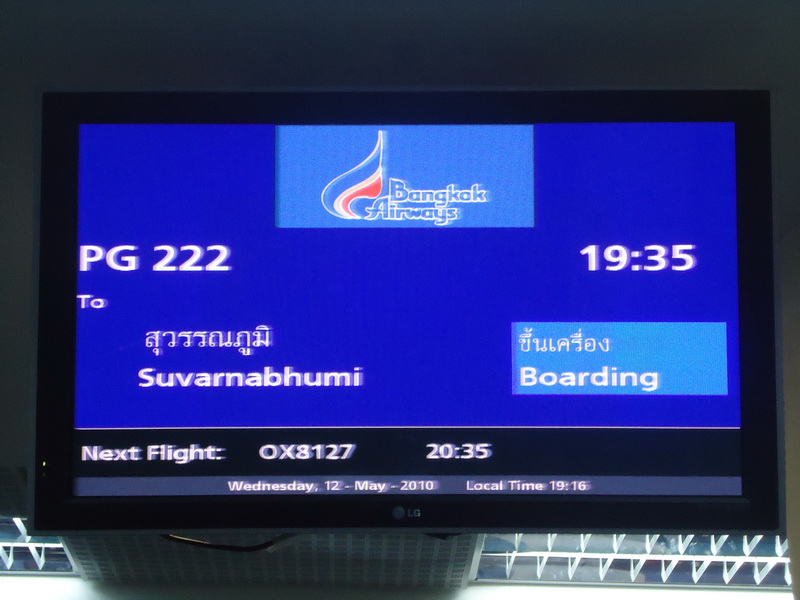 Bangkok
Airways
PG 222 19:35
To
สุวรรณภูมิ ขึ้นเครื่อง
Suvarnabhumi Boarding
Next Flight: OX8127 20:35
Wednesday, 12 - May - 2010 Local Time 19:16
LG